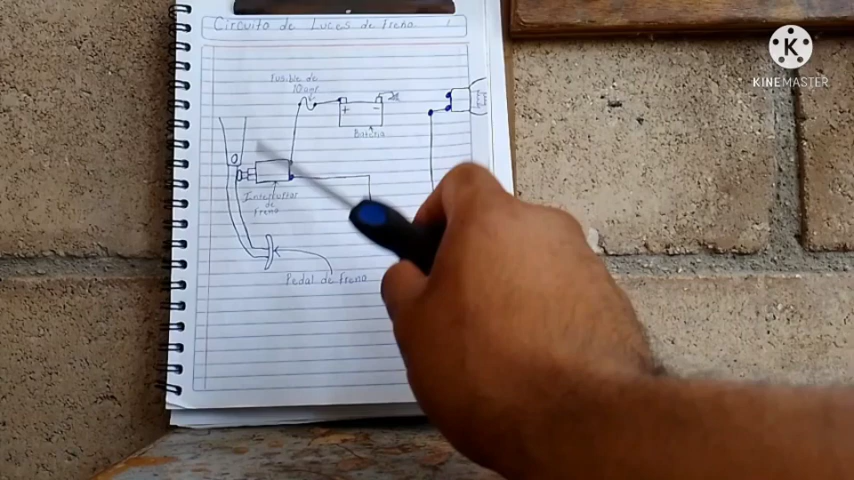 Circuito de Luces de Freno
Fusible de
10 amp
+
-
Bateria
Interruptor
de
Freno
Pedal de Freno
K
KINEMASTER